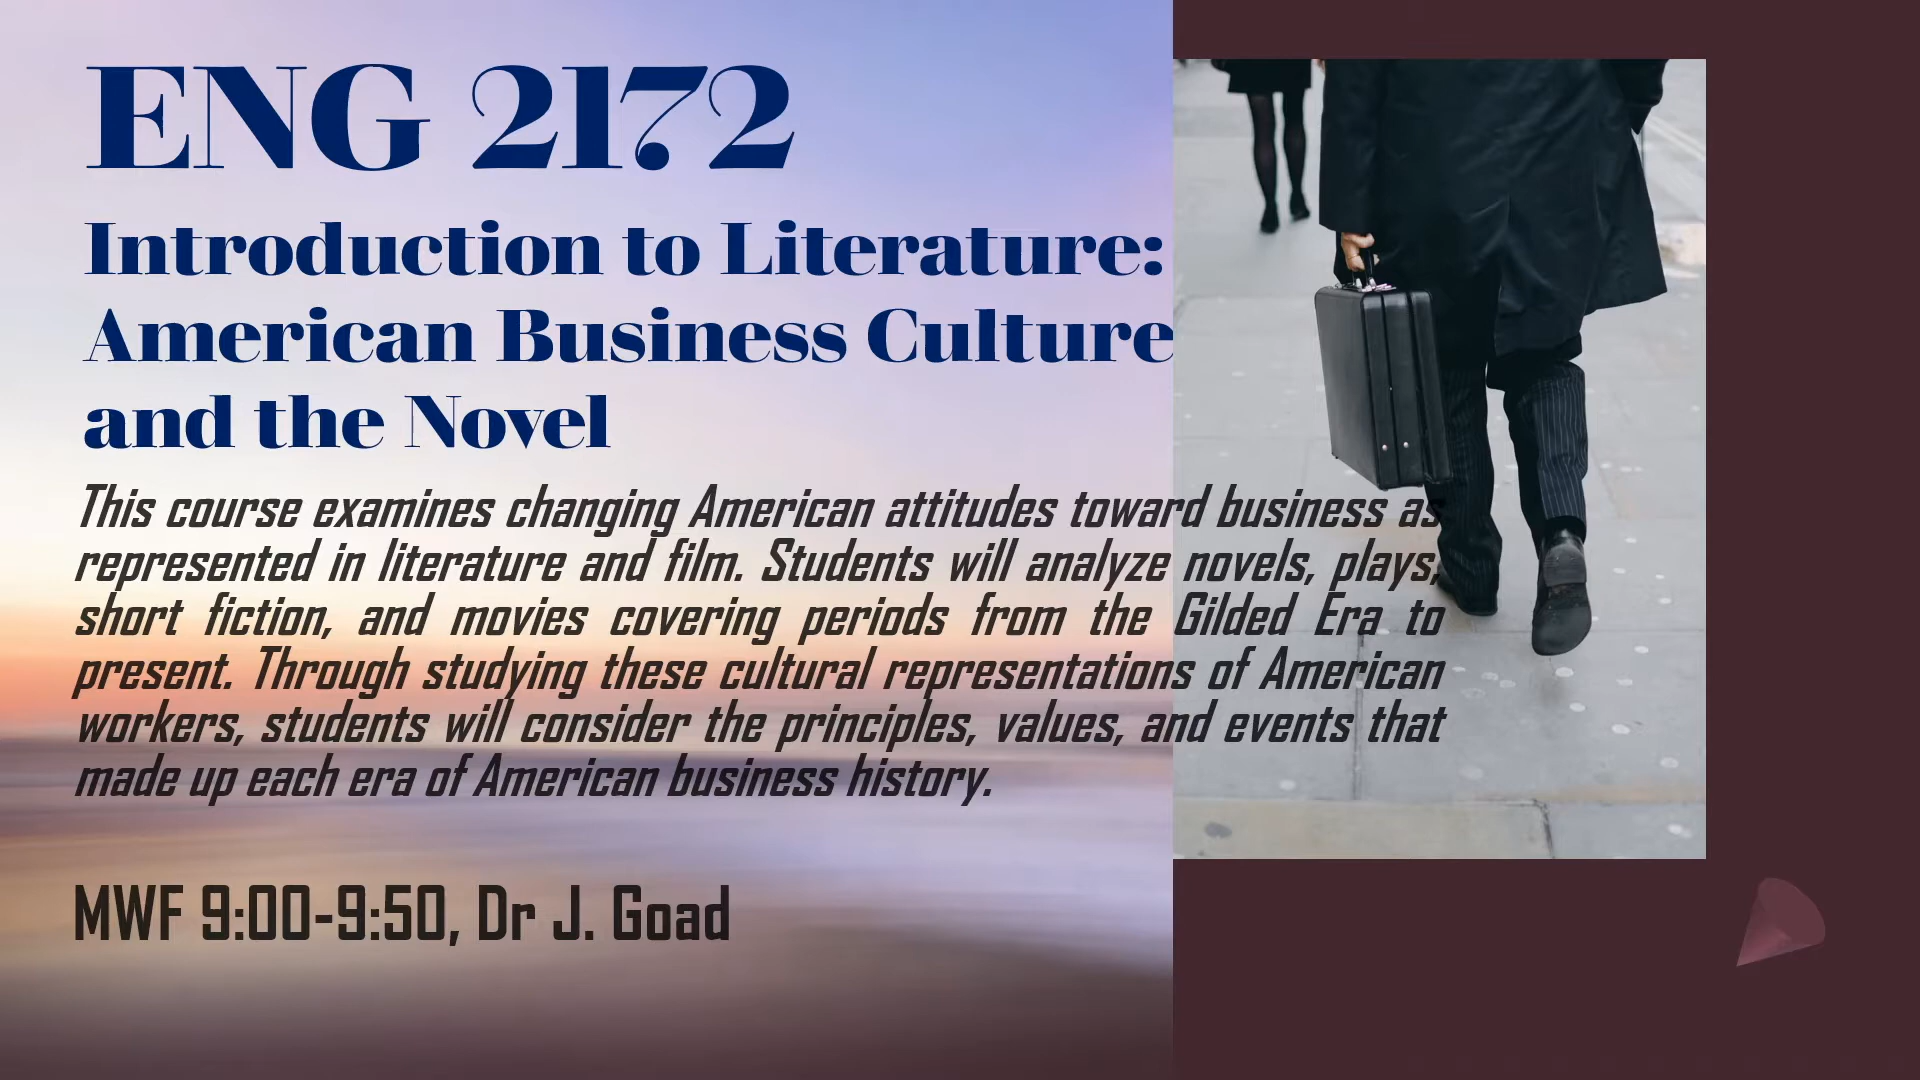 ENG 2172
Introduction to Literature:
American Business Culture
and the Novel
This course examines changing American attitudes toward business as
represented in literature and film. Students will analyze novels, plays,
short fiction, and movies covering periods from the Gilded Era to
present. Through studying these cultural representations of American
workers, students will consider the principles, values, and events that
made up each era of American business history.
MWF 9:00-9:50, Dr J. Goad